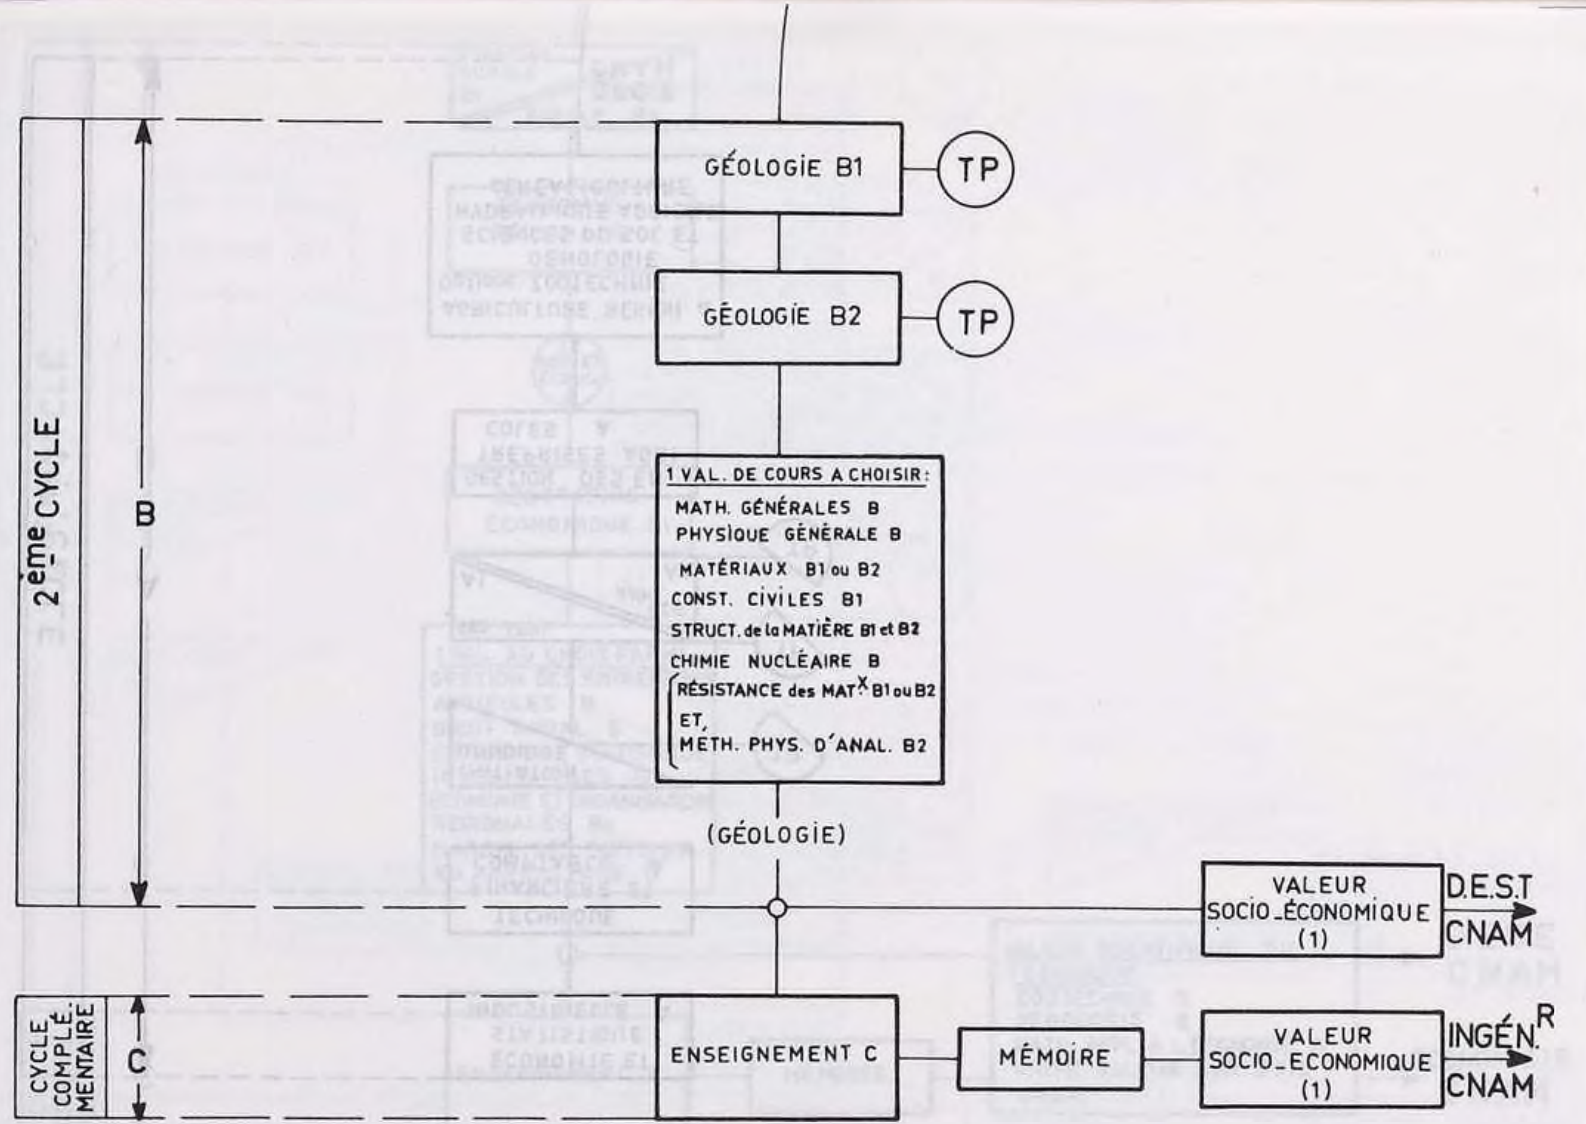 GÉOLOGIE B1
TP
GÉOLOGIE B2
TP
2ème CYCLE
B
1 VAL. DE COURS A CHOISIR :
MATH. GÉNÉRALES B
PHYSIQUE GÉNÉRALE B
MATÉRIAUX B1 ou B2
CONST. CIVILES B1
STRUCT. de la MATIÈRE B1 et B2
CHIMIE NUCLÉAIRE B
RÉSISTANCE des MATX. B1 ou B2
ET,
MÉTH. PHYS. D'ANAL. B2
(GÉOLOGIE)
VALEUR
SOCIO_ÉCONOMIQUE
(1)
D.E.S.T
CNAM
CYCLE
COMPLÉ_
MENTAIRE
C
ENSEIGNEMENT C
MÉMOIRE
VALEUR
SOCIO_ECONOMIQUE
(1)
INGÉN.R
CNAM